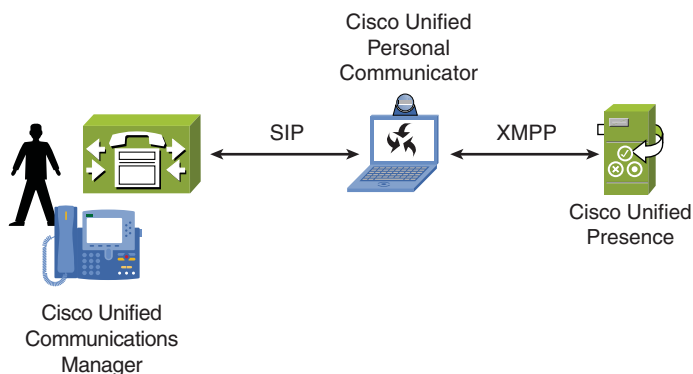 Cisco Unified
Personal
Communicator
SIP
XMPP
Cisco Unified
Presence
Cisco Unified
Communications
Manager